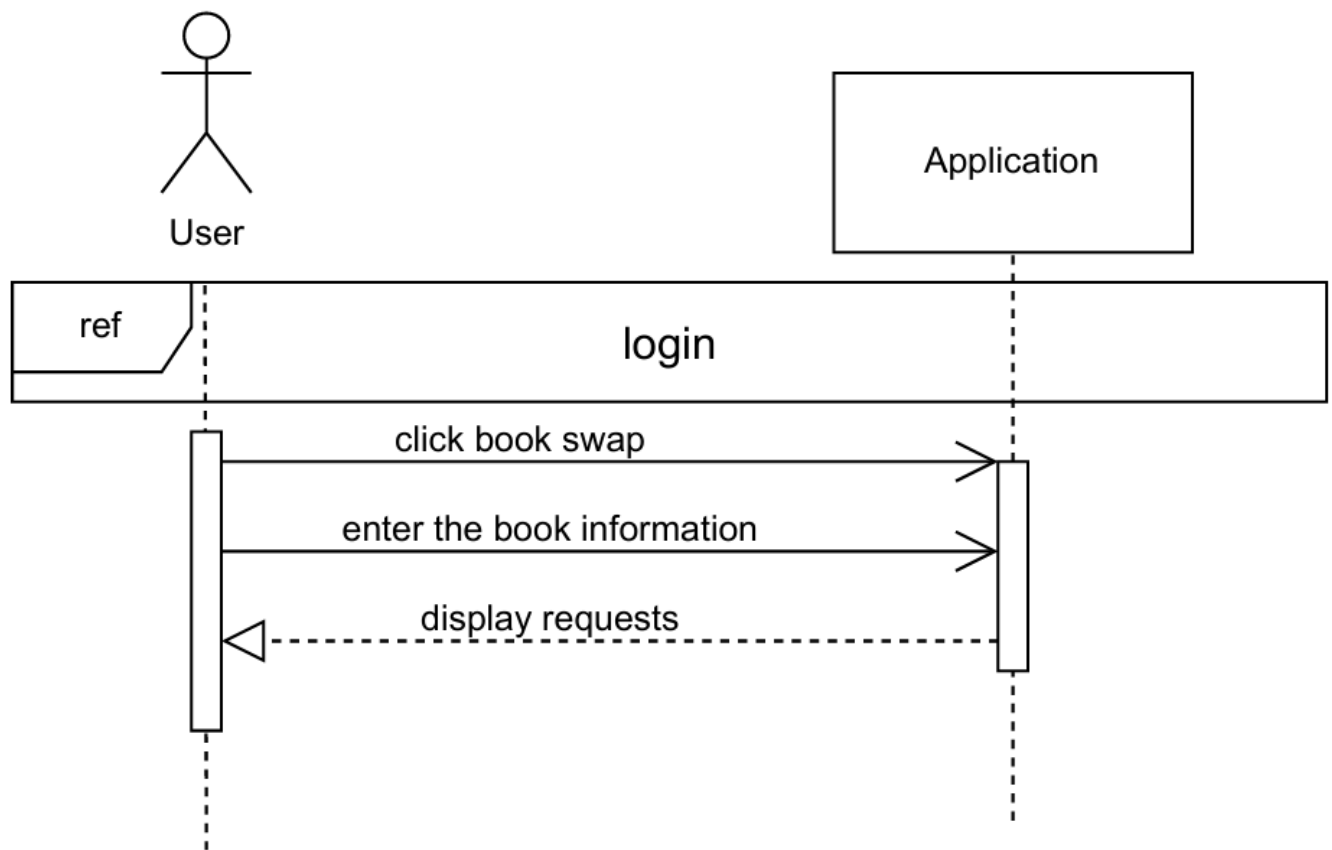 User
Application
ref
login
click book swap
enter the book information
display requests